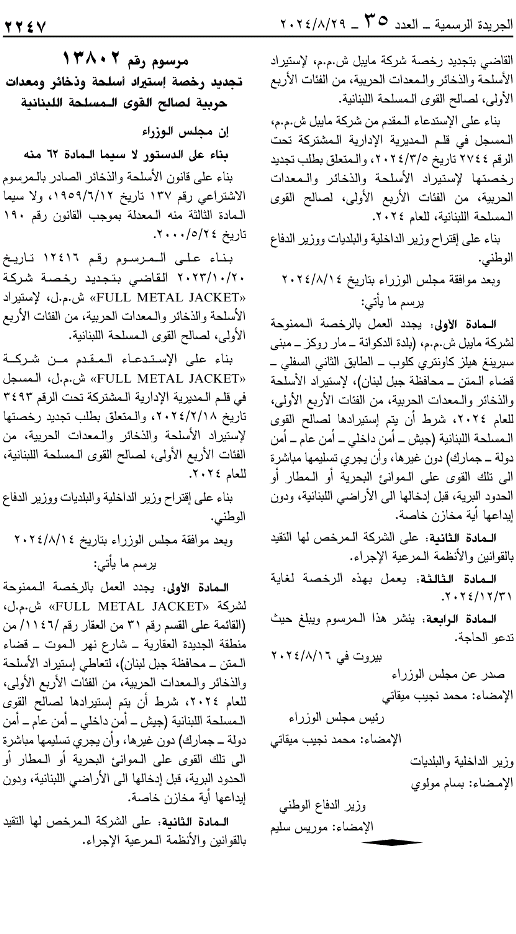 الجريدة الرسمية ــ العدد ٣٥ ــ ٢٠٢٤/٨/٢٩
٢٢٤٧
القاضي بتجديد رخصة شركة مابيل ش.م.م، لإستيراد
الأسلحة والذخائر والمعدات الحربية، من الفئات الأربع
الأولى، لصالح القوى المسلحة اللبنانية.
بناء على الإستدعاء المقدم من شركة مابيل ش.م.م،
المسجل في قلم المديرية الإدارية المشتركة تحت
الرقم ٢٧٤٤ تاريخ ٢٠٢٤/٣/٥، والمتعلق بطلب تجديد
رخصتها لإستيراد الأسلحة والذخائر والمعدات
الحربية، من الفئات الأربع الأولى، لصالح القوى
المسلحة اللبنانية، للعام ٢٠٢٤.
بناء على إقتراح وزير الداخلية والبلديات ووزير الدفاع
الوطني.
وبعد موافقة مجلس الوزراء بتاريخ ٢٠٢٤/٨/١٤
يرسم ما يأتي:
المادة الأولى: يجدد العمل بالرخصة الممنوحة
لشركة مابيل ش.م.م، (بلدة الدكوانة – مار روكز – مبنى
سبرينغ هيلز كاونتري كلوب – الطابق الثاني السفلي –
قضاء المتن – محافظة جبل لبنان)، لإستيراد الأسلحة
والذخائر والمعدات الحربية، من الفئات الأربع الأولى،
للعام ٢٠٢٤، شرط أن يتم إستيرادها لصالح القوى
المسلحة اللبنانية (جيش – أمن داخلي – أمن عام – أمن
دولة – جمارك) دون غيرها، وأن يجري تسليمها مباشرة
الى تلك القوى على الموانئ البحرية أو المطار أو
الحدود البرية، قبل إدخالها الى الأراضي اللبنانية، ودون
إيداعها أية مخازن خاصة.
المادة الثانية: على الشركة المرخص لها التقيد
بالقوانين والأنظمة المرعية الإجراء.
المادة الثالثة: يعمل بهذه الرخصة لغاية
٢٠٢٤/١٢/٣١.
المادة الرابعة: ينشر هذا المرسوم ويبلغ حيث
تدعو الحاجة.
بيروت في ٢٠٢٤/٨/١٦
صدر عن مجلس الوزراء
الإمضاء: محمد نجيب ميقاتي
رئيس مجلس الوزراء
الإمضاء: محمد نجيب ميقاتي
وزير الداخلية والبلديات
الإمضاء: بسام مولوي
وزير الدفاع الوطني
الإمضاء: موريس سليم
مرسوم رقم ١٣٨٠٢
تجديد رخصة إستيراد أسلحة وذخائر ومعدات
حربية لصالح القوى المسلحة اللبنانية
إن مجلس الوزراء
بناء على الدستور لا سيما المادة ٦٢ منه
بناء على قانون الأسلحة والذخائر الصادر بالمرسوم
الاشتراعي رقم ١٣٧ تاريخ ١٩٥٩/٦/١٢، ولا سيما
المادة الثالثة منه المعدلة بموجب القانون رقم ١٩٠
تاريخ ٢٠٠٠/٥/٢٤.
بناء على المرسوم رقم ١٢٤١٦ تاريخ
٢٠٢٣/١٠/٢٠ القاضي بتجديد رخصة شركة
«FULL METAL JACKET» ش.م.ل، لإستيراد
الأسلحة والذخائر والمعدات الحربية، من الفئات الأربع
الأولى، لصالح القوى المسلحة اللبنانية.
بناء على الإستدعاء المقدم من شركة
«FULL METAL JACKET» ش.م.ل، المسجل
في قلم المديرية الإدارية المشتركة تحت الرقم ٣٤٩٣
تاريخ ٢٠٢٤/٢/١٨، والمتعلق بطلب تجديد رخصتها
لإستيراد الأسلحة والذخائر والمعدات الحربية، من
الفئات الأربع الأولى، لصالح القوى المسلحة اللبنانية،
للعام ٢٠٢٤.
بناء على إقتراح وزير الداخلية والبلديات ووزير الدفاع
الوطني.
وبعد موافقة مجلس الوزراء بتاريخ ٢٠٢٤/٨/١٤
يرسم ما يأتي:
المادة الأولى: يجدد العمل بالرخصة الممنوحة
لشركة «FULL METAL JACKET» ش.م.ل،
(القائمة على القسم رقم ٣١ من العقار رقم /١١٤٦/ من
منطقة الجديدة العقارية – شارع نهر الموت – قضاء
المتن – محافظة جبل لبنان)، لتعاطي إستيراد الأسلحة
والذخائر والمعدات الحربية، من الفئات الأربع الأولى،
للعام ٢٠٢٤، شرط أن يتم إستيرادها لصالح القوى
المسلحة اللبنانية (جيش – أمن داخلي – أمن عام – أمن
دولة – جمارك) دون غيرها، وأن يجري تسليمها مباشرة
الى تلك القوى على الموانئ البحرية أو المطار أو
الحدود البرية، قبل إدخالها الى الأراضي اللبنانية، ودون
إيداعها أية مخازن خاصة.
المادة الثانية: على الشركة المرخص لها التقيد
بالقوانين والأنظمة المرعية الإجراء.